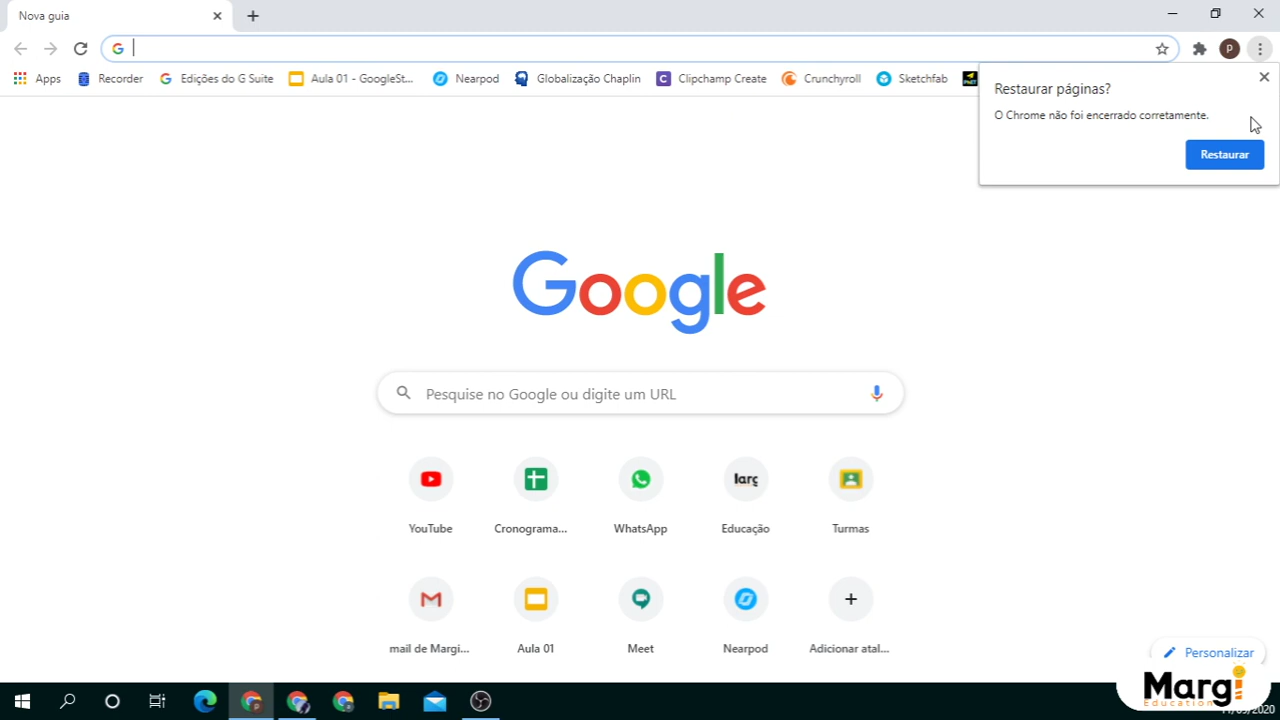 Nova guia
Apps Recorder Edições do G Suite Aula 01 - GoogleSt... Nearpod Globalização Chaplin Clipchamp Create Crunchyroll Sketchfab
Restaurar páginas?
O Chrome não foi encerrado corretamente.
Restaurar
Google
Pesquise no Google ou digite um URL
larg
YouTube Cronograma... WhatsApp Educação Turmas
mail de Margi... Aula 01 Meet Nearpod Adicionar atal...
Personalizar
Margi
Education